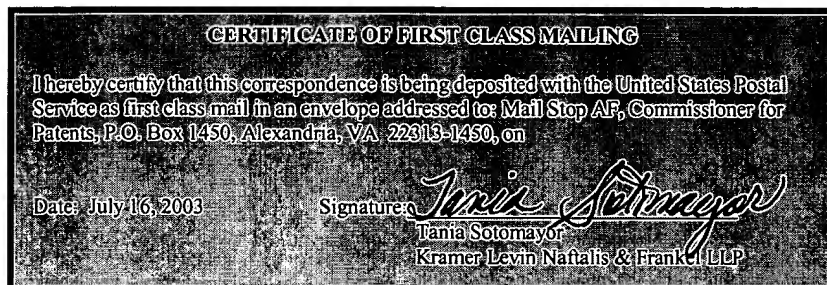 CERTIFICATE OF FIRST CLASS MAILING
I hereby certify that this correspondence is being deposited with the United States Postal
Service as first class mail in an envelope addressed to: Mail Stop AF, Commissioner for
Patents, P.O. Box 1450, Alexandria, VA 22313-1450, on
Date: July 16, 2003 Signature: Tania Sotomayor
Tania Sotomayor
Kramer Levin Naftalis & Frankel LLP